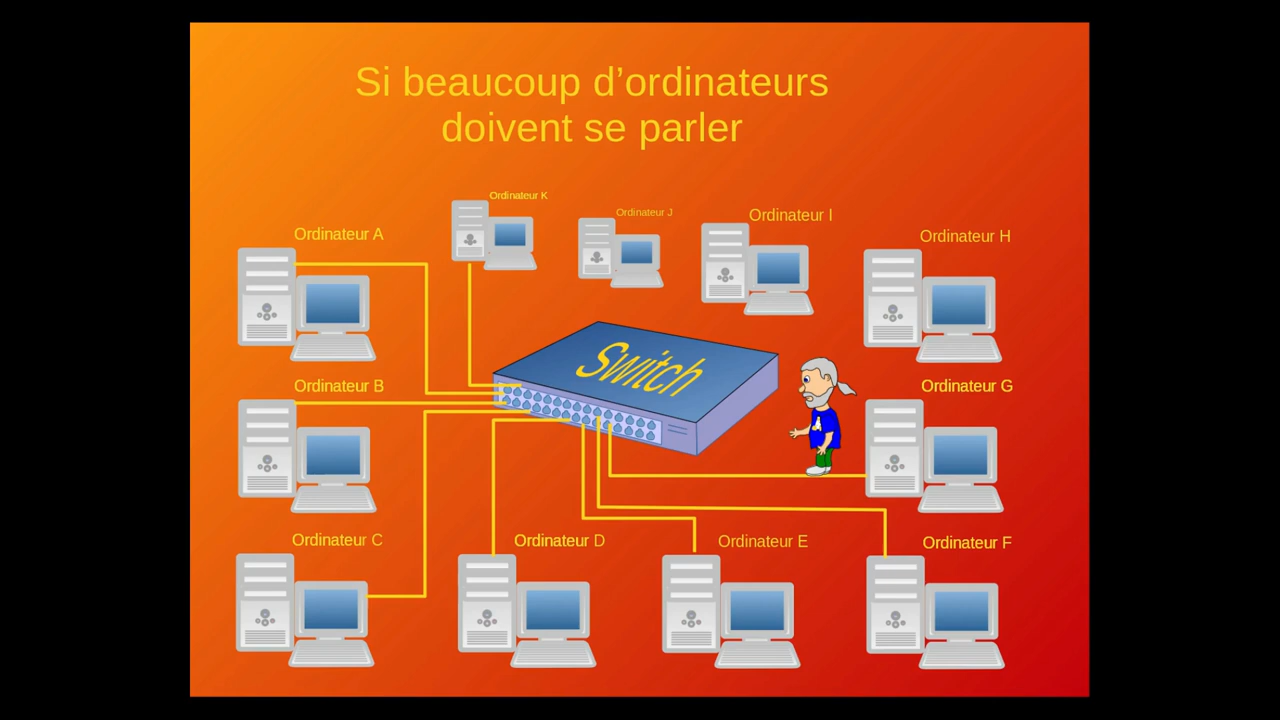 Si beaucoup d’ordinateurs
doivent se parler
Ordinateur K
Ordinateur J
Ordinateur I
Ordinateur A
Ordinateur H
Switch
Ordinateur B
Ordinateur G
Ordinateur C
Ordinateur D
Ordinateur E
Ordinateur F